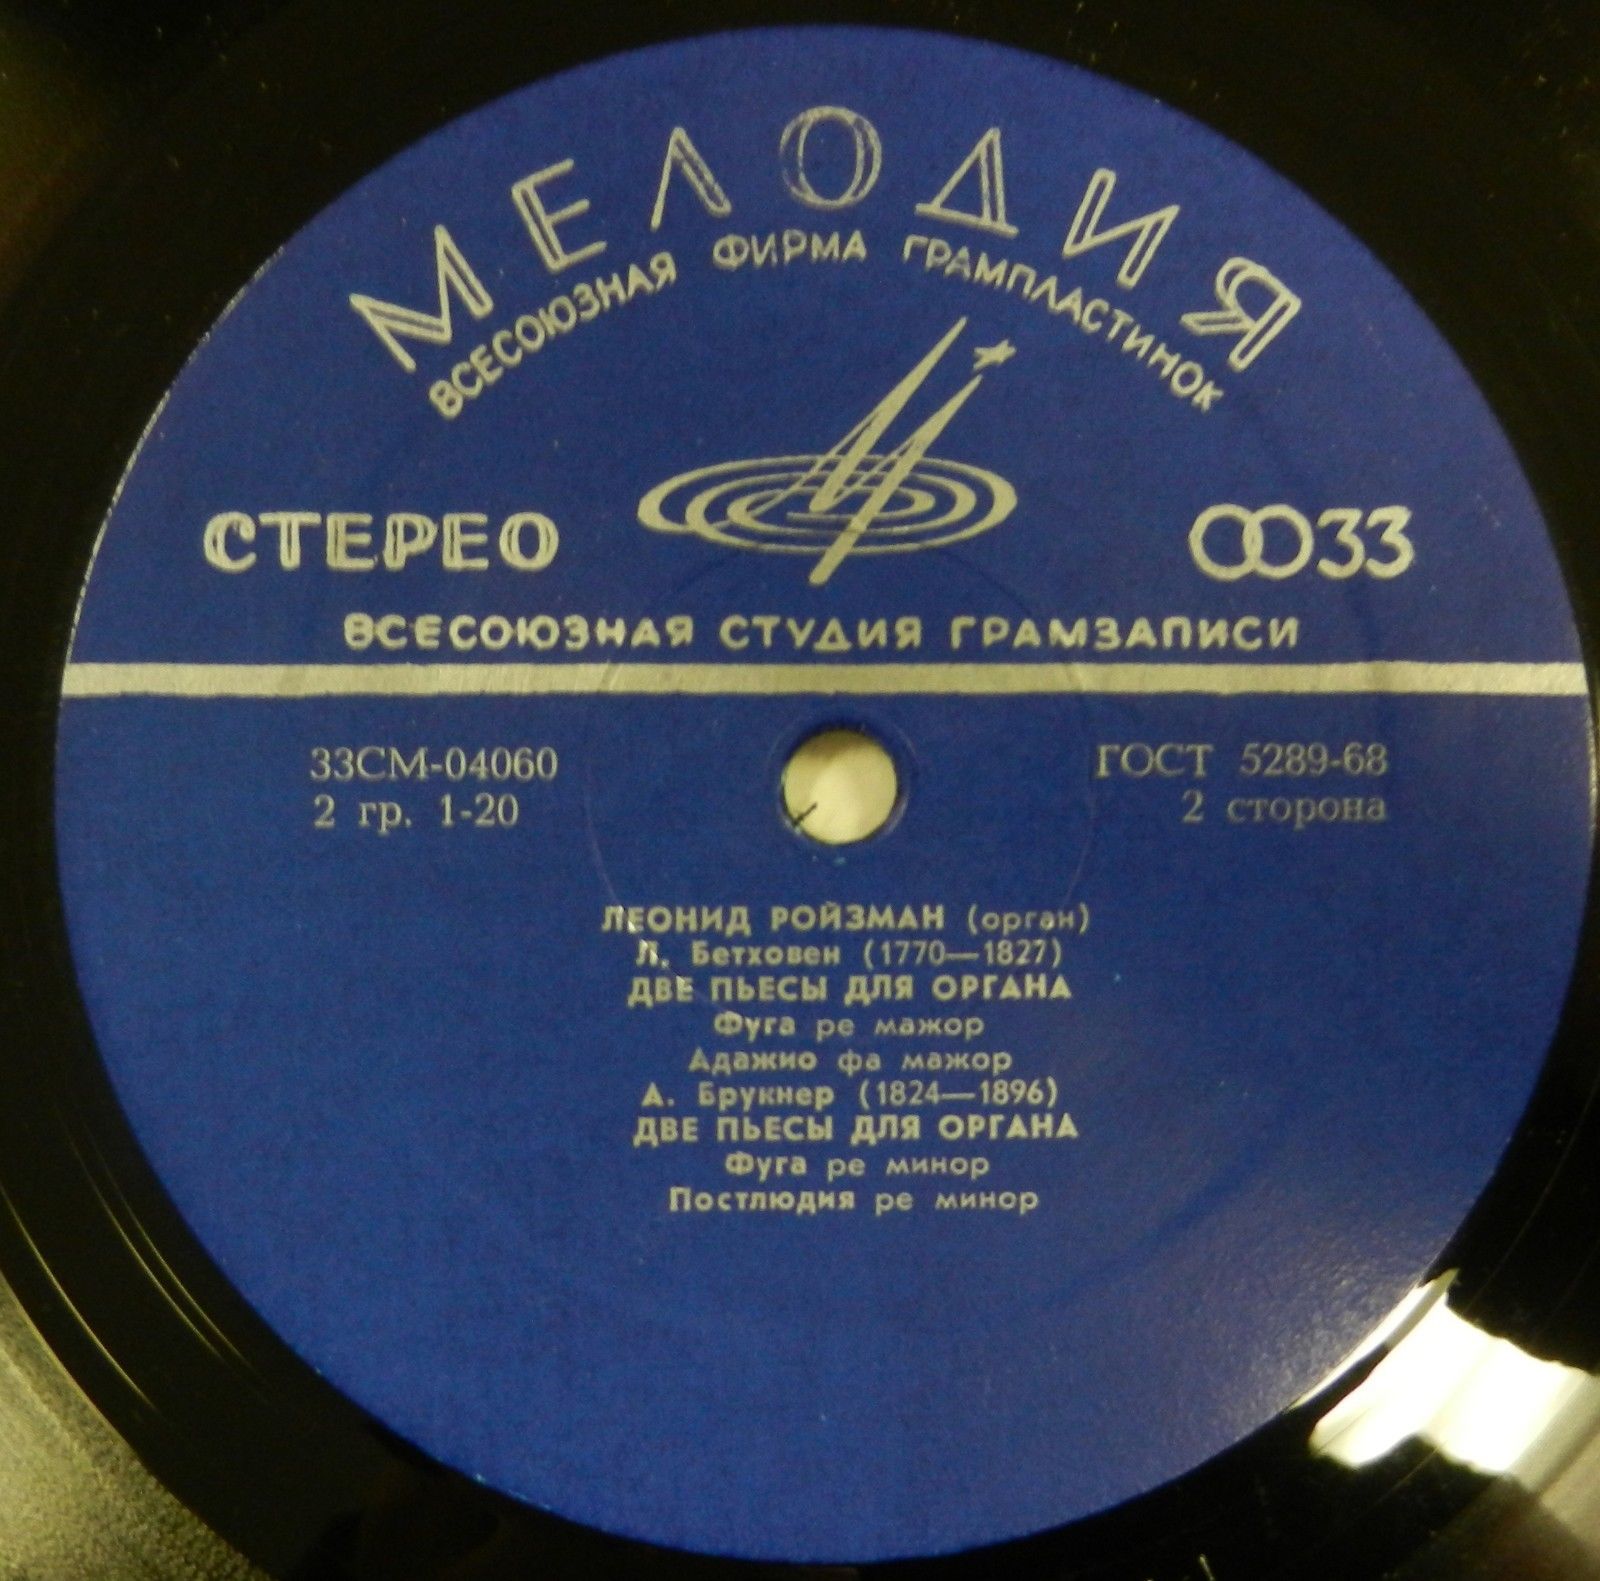 МЕЛОДИЯ
ВСЕСОЮЗНАЯ ФИРМА ГРАМПЛАСТИНОК
СТЕРЕО
33
ВСЕСОЮЗНАЯ СТУДИЯ ГРАМЗАПИСИ
33СМ-04060
ГОСТ 5289-68
2 гр. 1-20
2 сторона
ЛЕОНИД РОЙЗМАН (орган)
Л. Бетховен (1770—1827)
ДВЕ ПЬЕСЫ ДЛЯ ОРГАНА
Фуга ре мажор
Адажио фа мажор
А. Брукнер (1824—1896)
ДВЕ ПЬЕСЫ ДЛЯ ОРГАНА
Фуга ре минор
Постлюдия ре минор